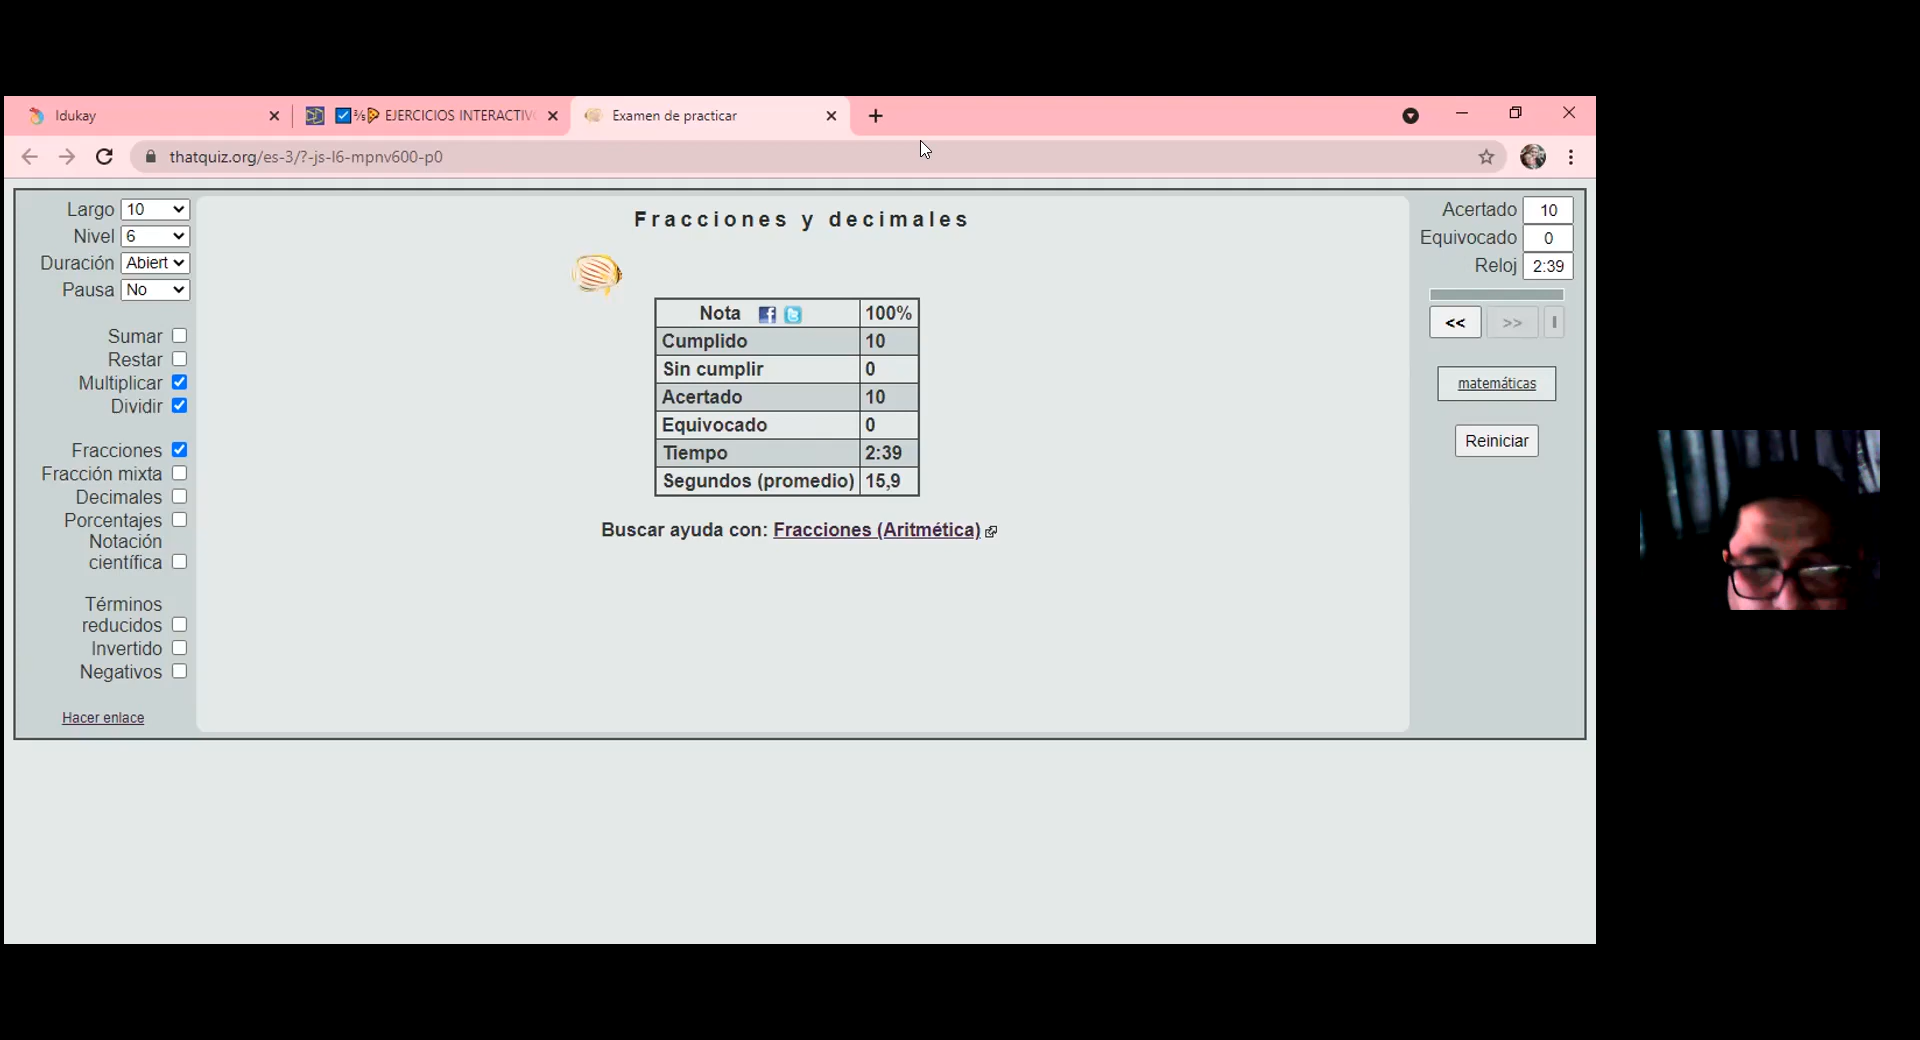 Idukay
EJERCICIOS INTERACTIV
Examen de practicar
thatquiz.org/es-3/?-js-l6-mpnv600-p0
Largo 10
Nivel 6
Duración Abiert
Pausa No
Sumar
Restar
Multiplicar
Dividir
Fracciones
Fracción mixta
Decimales
Porcentajes
Notación
científica
Términos
reducidos
Invertido
Negativos
Hacer enlace
Fracciones y decimales
Nota 100%
Cumplido 10
Sin cumplir 0
Acertado 10
Equivocado 0
Tiempo 2:39
Segundos (promedio) 15,9
Buscar ayuda con: Fracciones (Aritmética)
Acertado 10
Equivocado 0
Reloj 2:39
<< >> I
matemáticas
Reiniciar